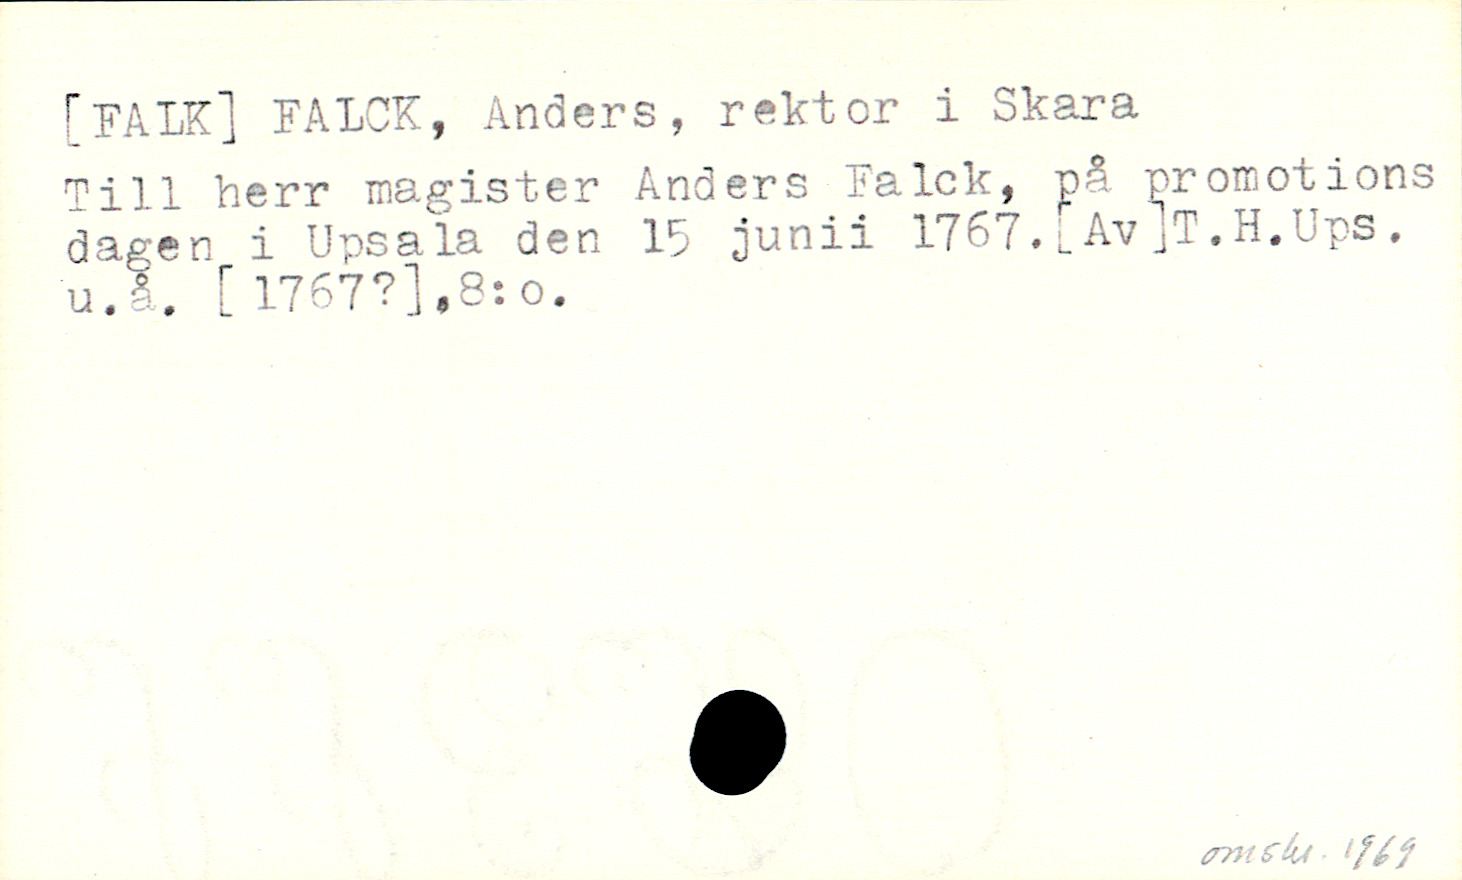 [FALK] FALCK, Anders, rektor i Skara
Till herr magister Anders Falck, på promotions
dagen i Upsala den 15 junii 1767.[Av]T.H.Ups.
u.å. [1767?],8:o.
omskr. 1969